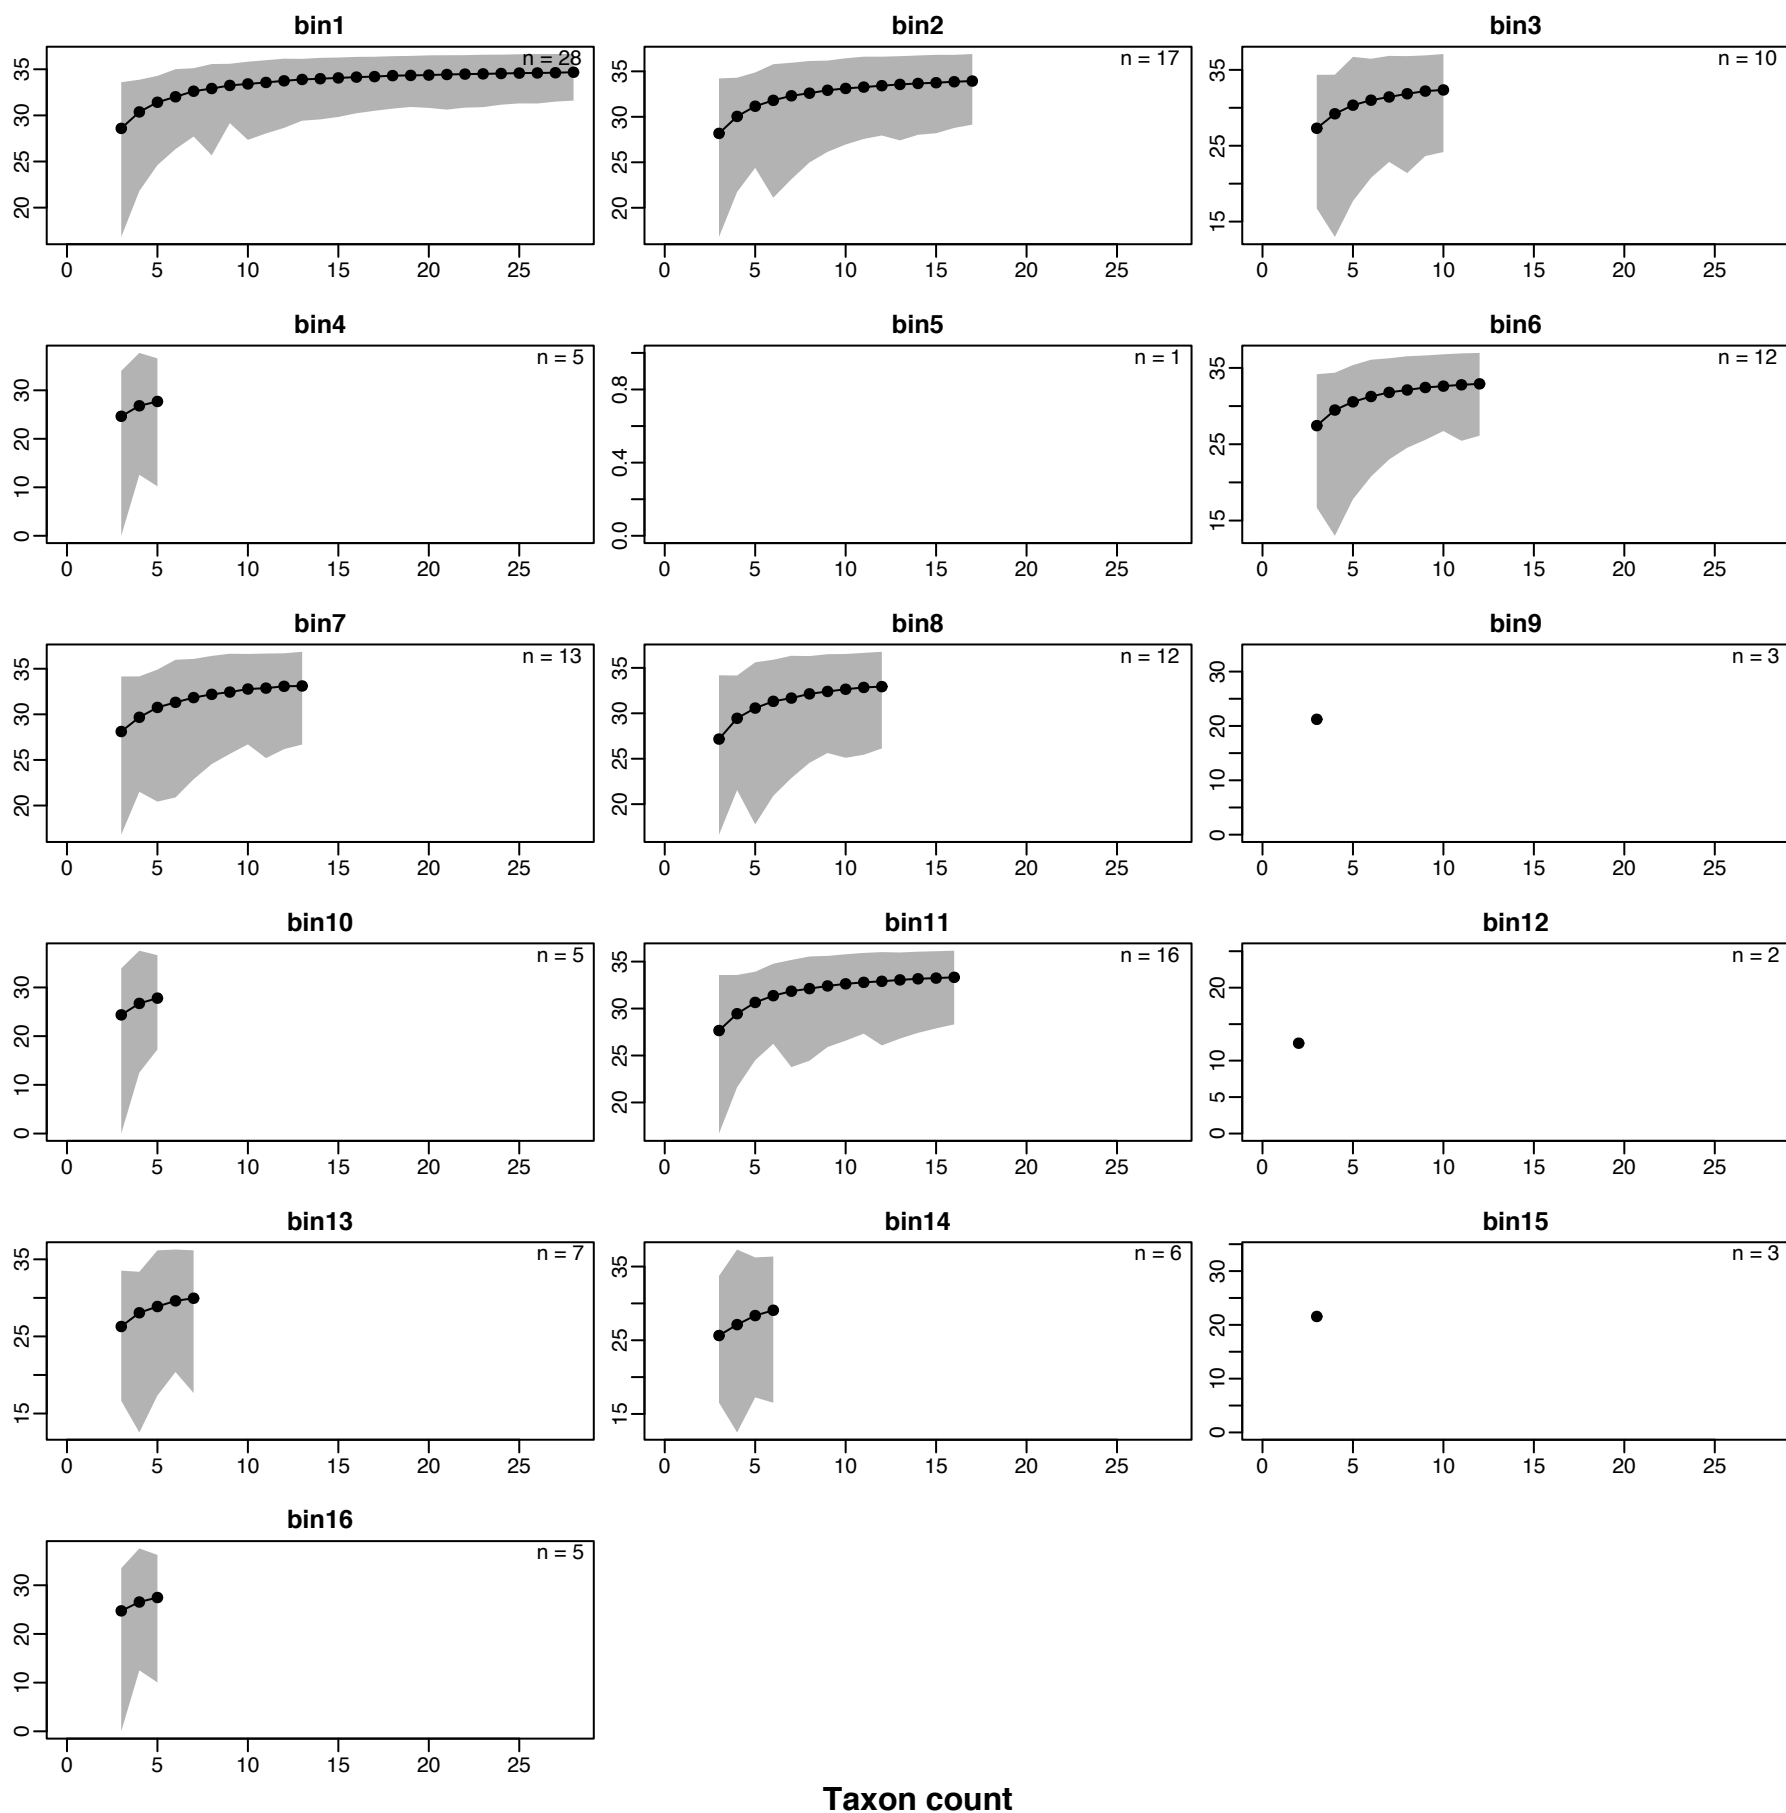 bin1
n = 28
35
30
25
20
0 5 10 15 20 25
bin2
n = 17
35
30
25
20
0 5 10 15 20 25
bin3
n = 10
35
25
15
0 5 10 15 20 25
bin4
n = 5
30
20
10
0
0 5 10 15 20 25
bin5
n = 1
0.8
0.4
0.0
0 5 10 15 20 25
bin6
n = 12
35
25
15
0 5 10 15 20 25
bin7
n = 13
35
30
25
20
0 5 10 15 20 25
bin8
n = 12
35
30
25
20
0 5 10 15 20 25
bin9
n = 3
30
20
10
0
0 5 10 15 20 25
bin10
n = 5
30
20
10
0
0 5 10 15 20 25
bin11
n = 16
35
30
25
20
0 5 10 15 20 25
bin12
n = 2
20
10
5
0
0 5 10 15 20 25
bin13
n = 7
35
25
15
0 5 10 15 20 25
bin14
n = 6
35
25
15
0 5 10 15 20 25
bin15
n = 3
30
20
10
0
0 5 10 15 20 25
bin16
n = 5
30
20
10
0
0 5 10 15 20 25
Taxon count